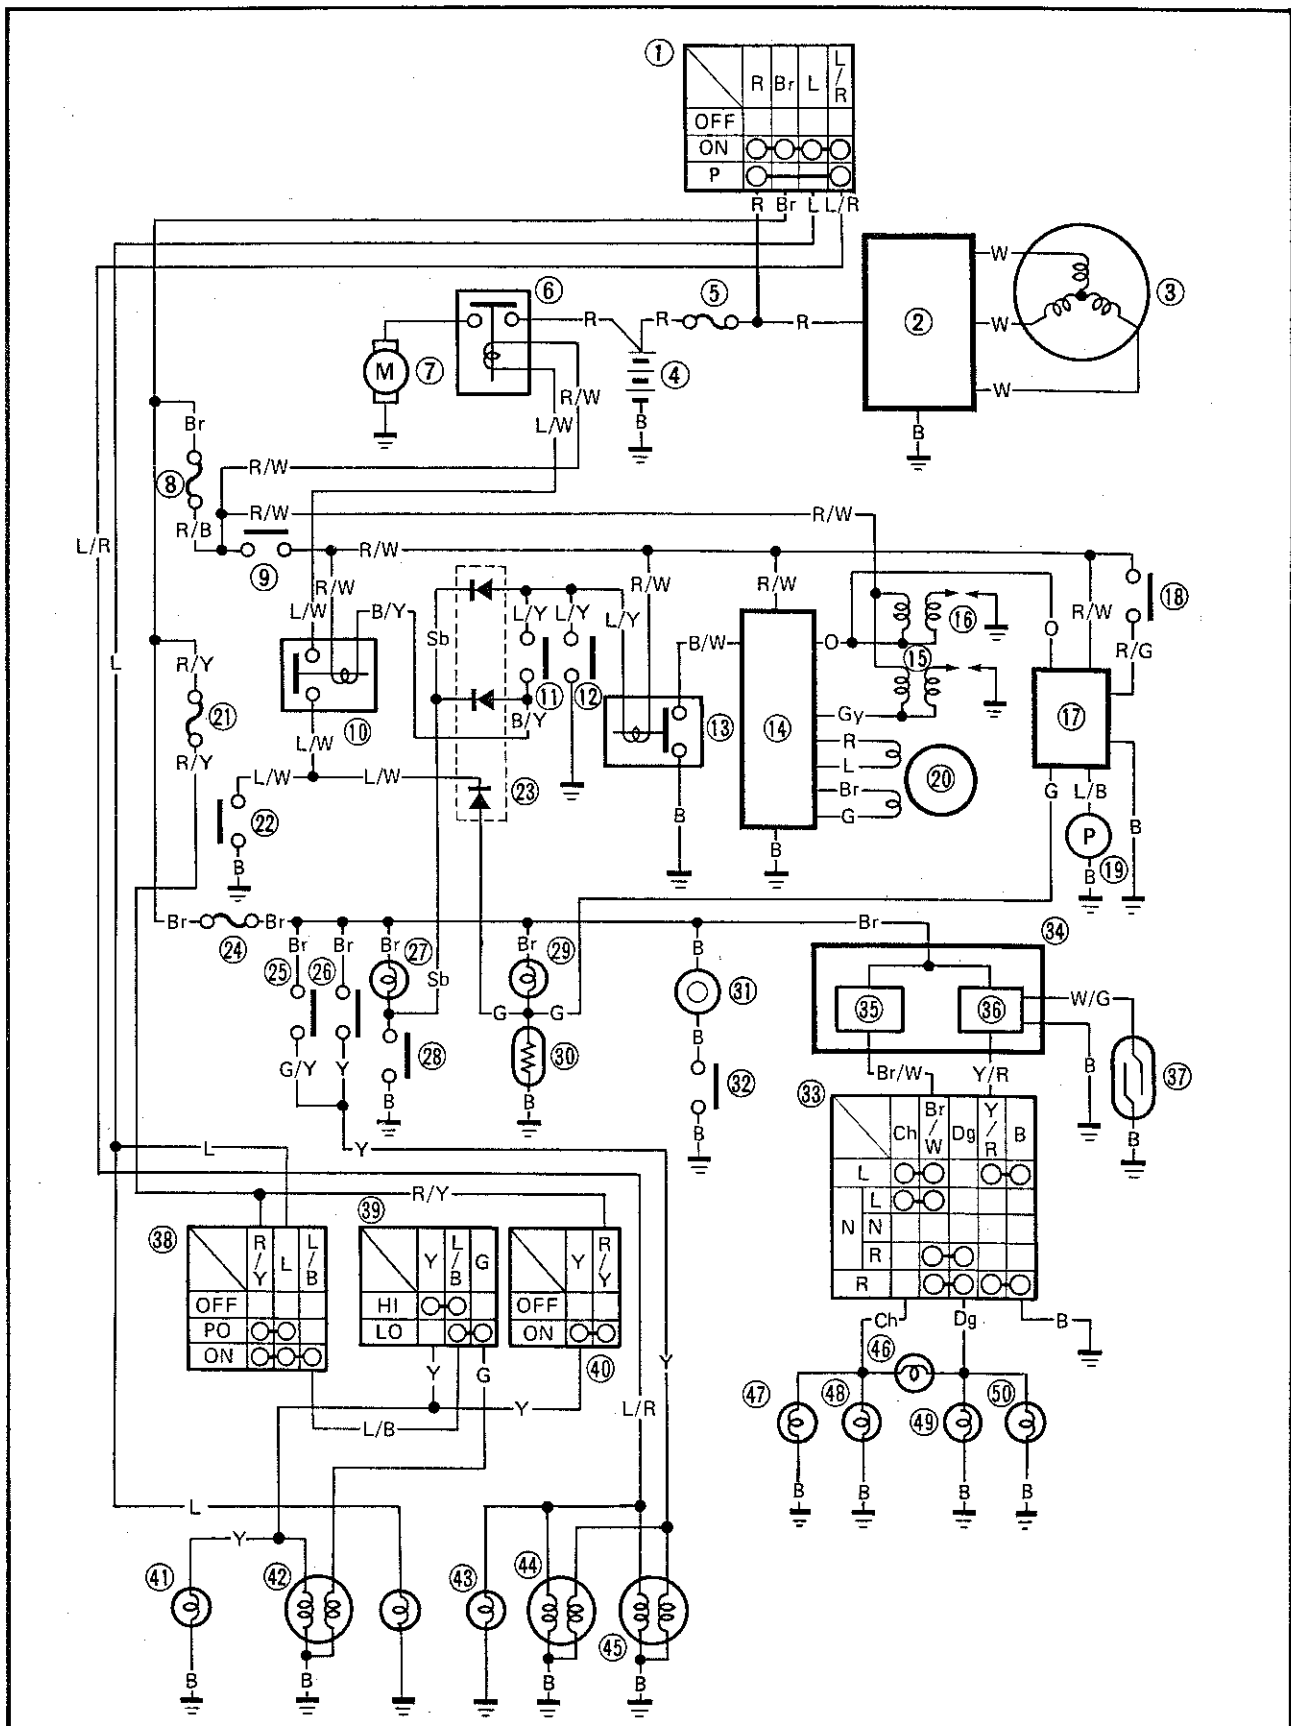 ①
R Br L L/R
OFF
ON
P
R Br L L/R
W
W
W
②
③
⑥
⑤
R
R
R
④
M
⑦
R/W
L/W
B
B
Br
⑧
R/W
R/B
R/W
R/W
L/R
⑨
R/W
L/W
R/W
B/Y
Sb
L/Y
L/Y
L/Y
R/W
R/W
B/W
O
⑯
O
R/W
⑱
R/G
L
R/Y
㉑
R/Y
⑩
⑪
⑫
B/Y
⑬
⑭
⑮
Gy
R
L
Br
G
⑳
⑰
L/W
L/W
L/W
㉓
㉒
B
B
B
G
L/B
B
P
⑲
B
Br
Br
㉔
Br
㉞
Br
Br
Br
Br
㉕
㉖
㉗
㉙
Sb
B
㉛
B
㉟
㊱
W/G
G
G
G/Y
Y
㉘
㉚
㉜
Br/W
Y/R
B
㊲
B
B
B
B
㉝
Ch Br/W Dg Y/R B
L
N L
N
R
R
L
Y
R/Y
㊳
R/Y L L/B
OFF
PO
ON
㊴
Y L/B G
HI
LO
Y R/Y
OFF
ON
㊵
Ch
Dg
B
㊻
Y
G
Y
L/B
Y
L/R
㊼
㊽
㊾
㊿
B
B
B
B
L
Y
㊶
㊷
㊸
㊹
㊺
B
B
B
B